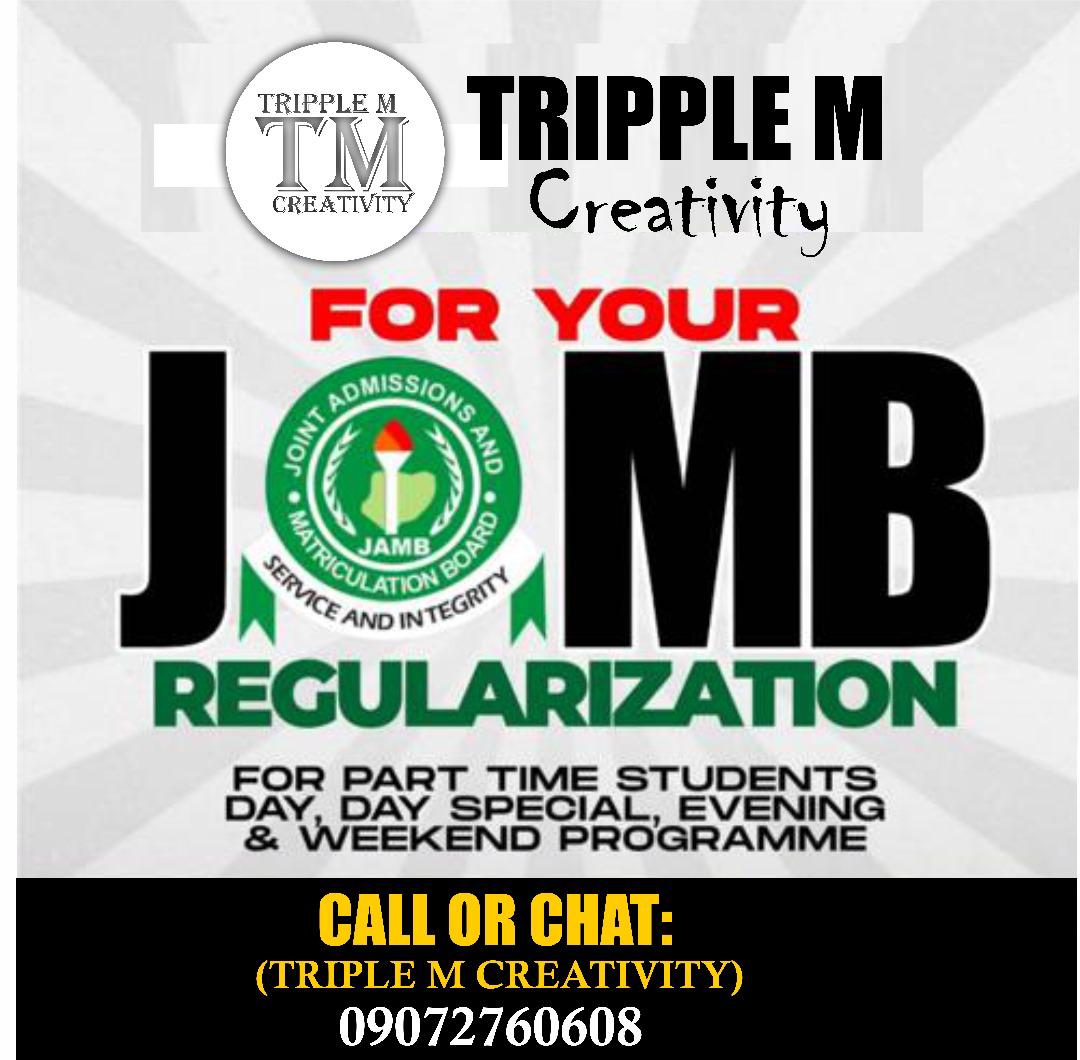 TRIPPLE M
TM
CREATIVITY
TRIPPLE M
Creativity
FOR YOUR
J MB
JOINT ADMISSIONS AND
MATRICULATION BOARD
JAMB
SERVICE AND INTEGRITY
REGULARIZATION
FOR PART TIME STUDENTS
DAY, DAY SPECIAL, EVENING
& WEEKEND PROGRAMME
CALL OR CHAT:
(TRIPLE M CREATIVITY)
09072760608